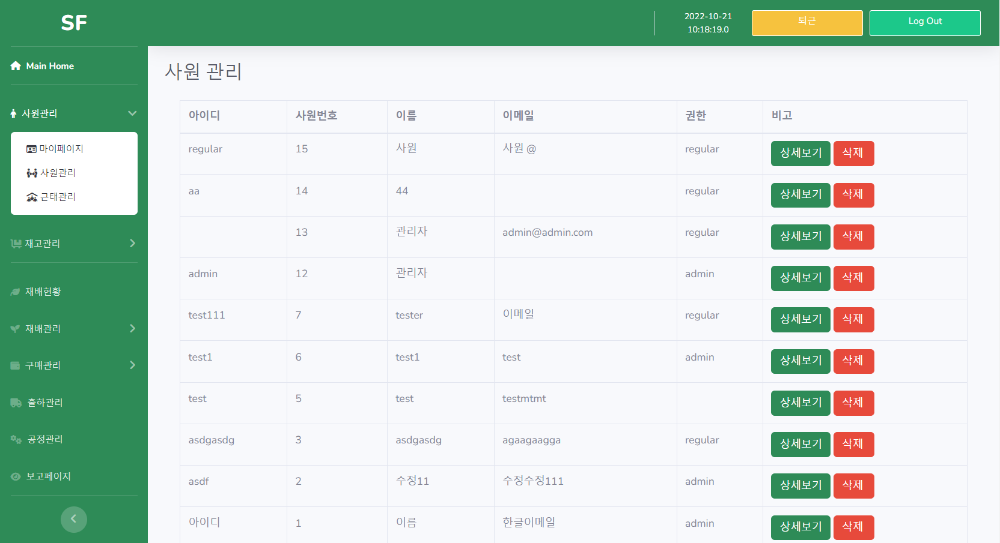 SF
2022-10-21
10:18:19.0
퇴근
Log Out
Main Home
사원관리
마이페이지
사원관리
근태관리
재고관리
재배현황
재배관리
구매관리
출하관리
공정관리
보고페이지
사원 관리
아이디 사원번호 이름 이메일 권한 비고
regular 15 사원 사원 @ regular 상세보기 삭제
aa 14 44 regular 상세보기 삭제
13 관리자 admin@admin.com regular 상세보기 삭제
admin 12 관리자 admin 상세보기 삭제
test111 7 tester 이메일 regular 상세보기 삭제
test1 6 test1 test admin 상세보기 삭제
test 5 test testmtmt 상세보기 삭제
asdgasdg 3 asdgasdg agaagaagga regular 상세보기 삭제
asdf 2 수정11 수정수정111 admin 상세보기 삭제
아이디 1 이름 한글이메일 admin 상세보기 삭제